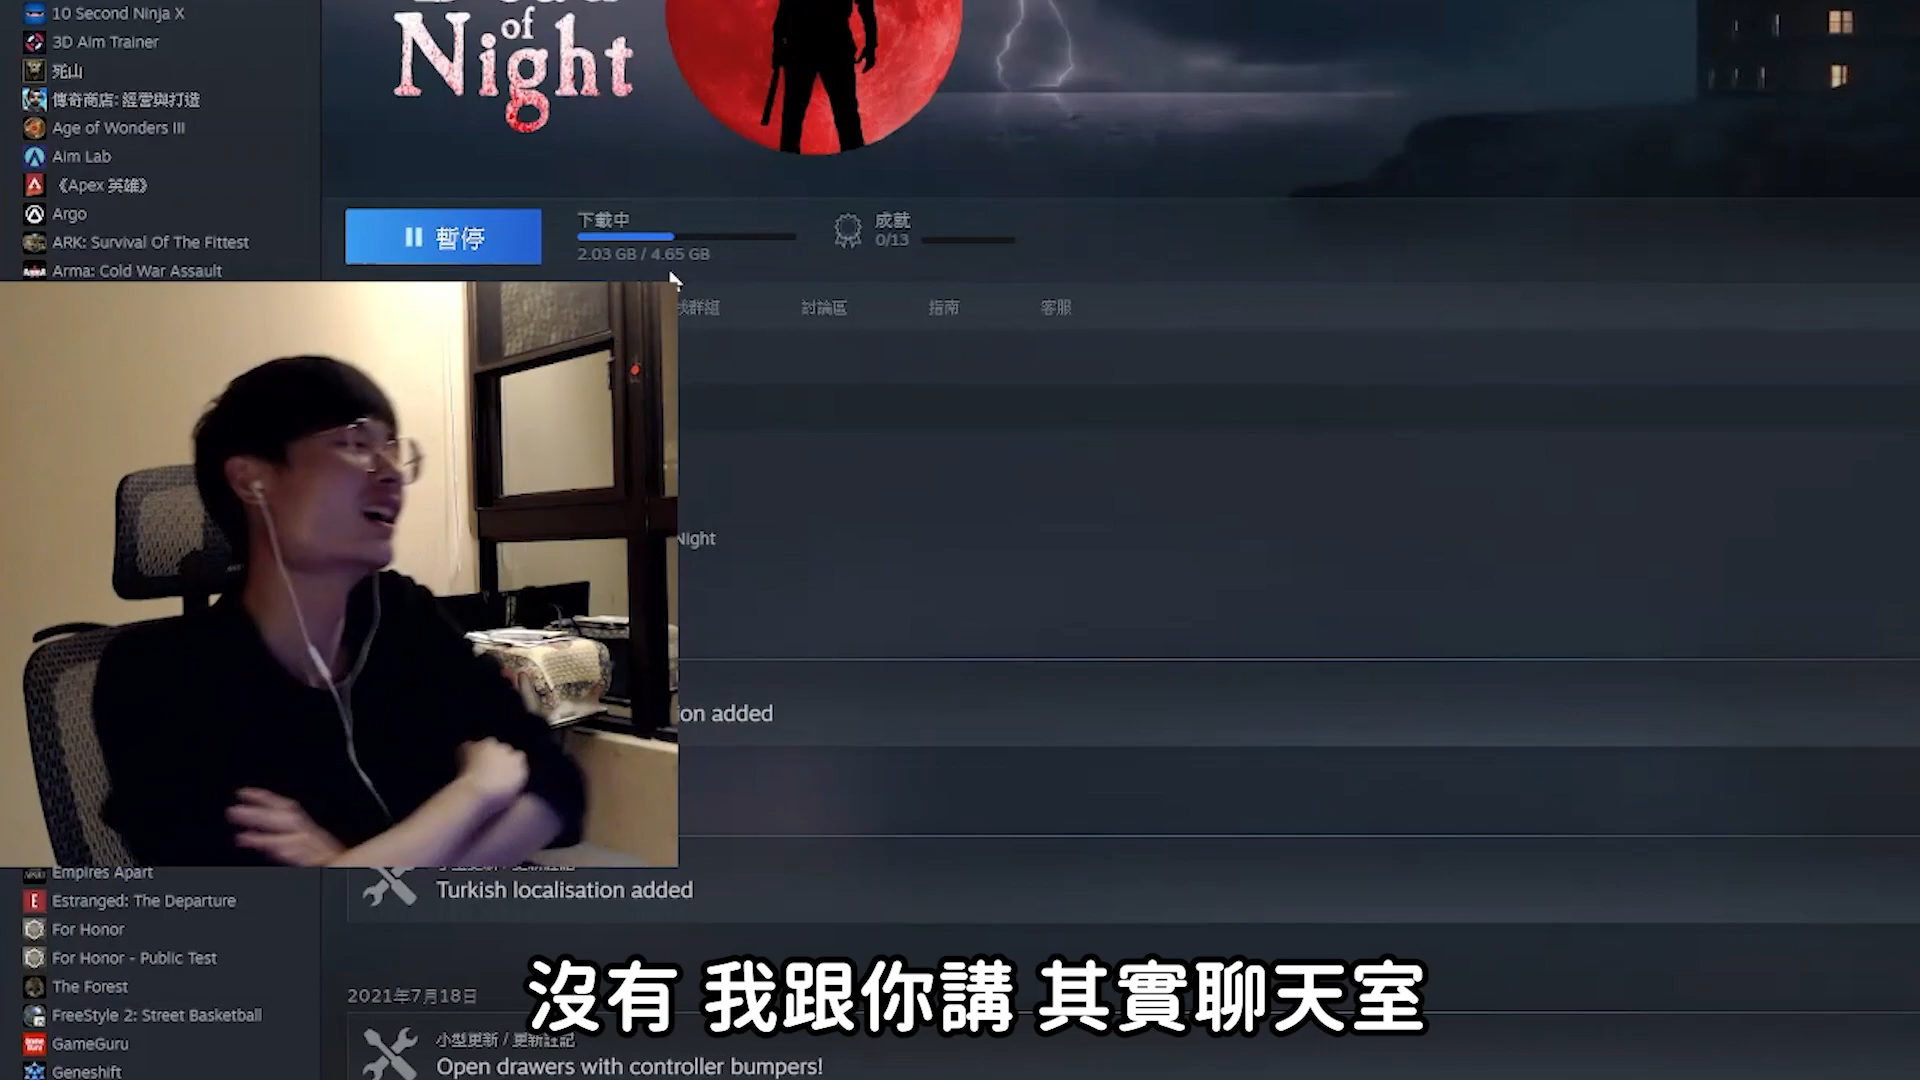 10 Second Ninja X
3D Aim Trainer
死山
傳奇商店: 經營與打造
Age of Wonders III
Aim Lab
《Apex 英雄》
Argo
ARK: Survival Of The Fittest
Arma: Cold War Assault
of
Night
暫停
下載中
2.03 GB / 4.65 GB
成就
0/13
找群組
討論區
指南
客服
Night
ion added
Empires Apart
Estranged: The Departure
For Honor
For Honor - Public Test
The Forest
FreeStyle 2: Street Basketball
GameGuru
Geneshift
Turkish localisation added
2021年7月18日
小型更新 / 更新註記
Open drawers with controller bumpers!
沒有 我跟你講 其實聊天室